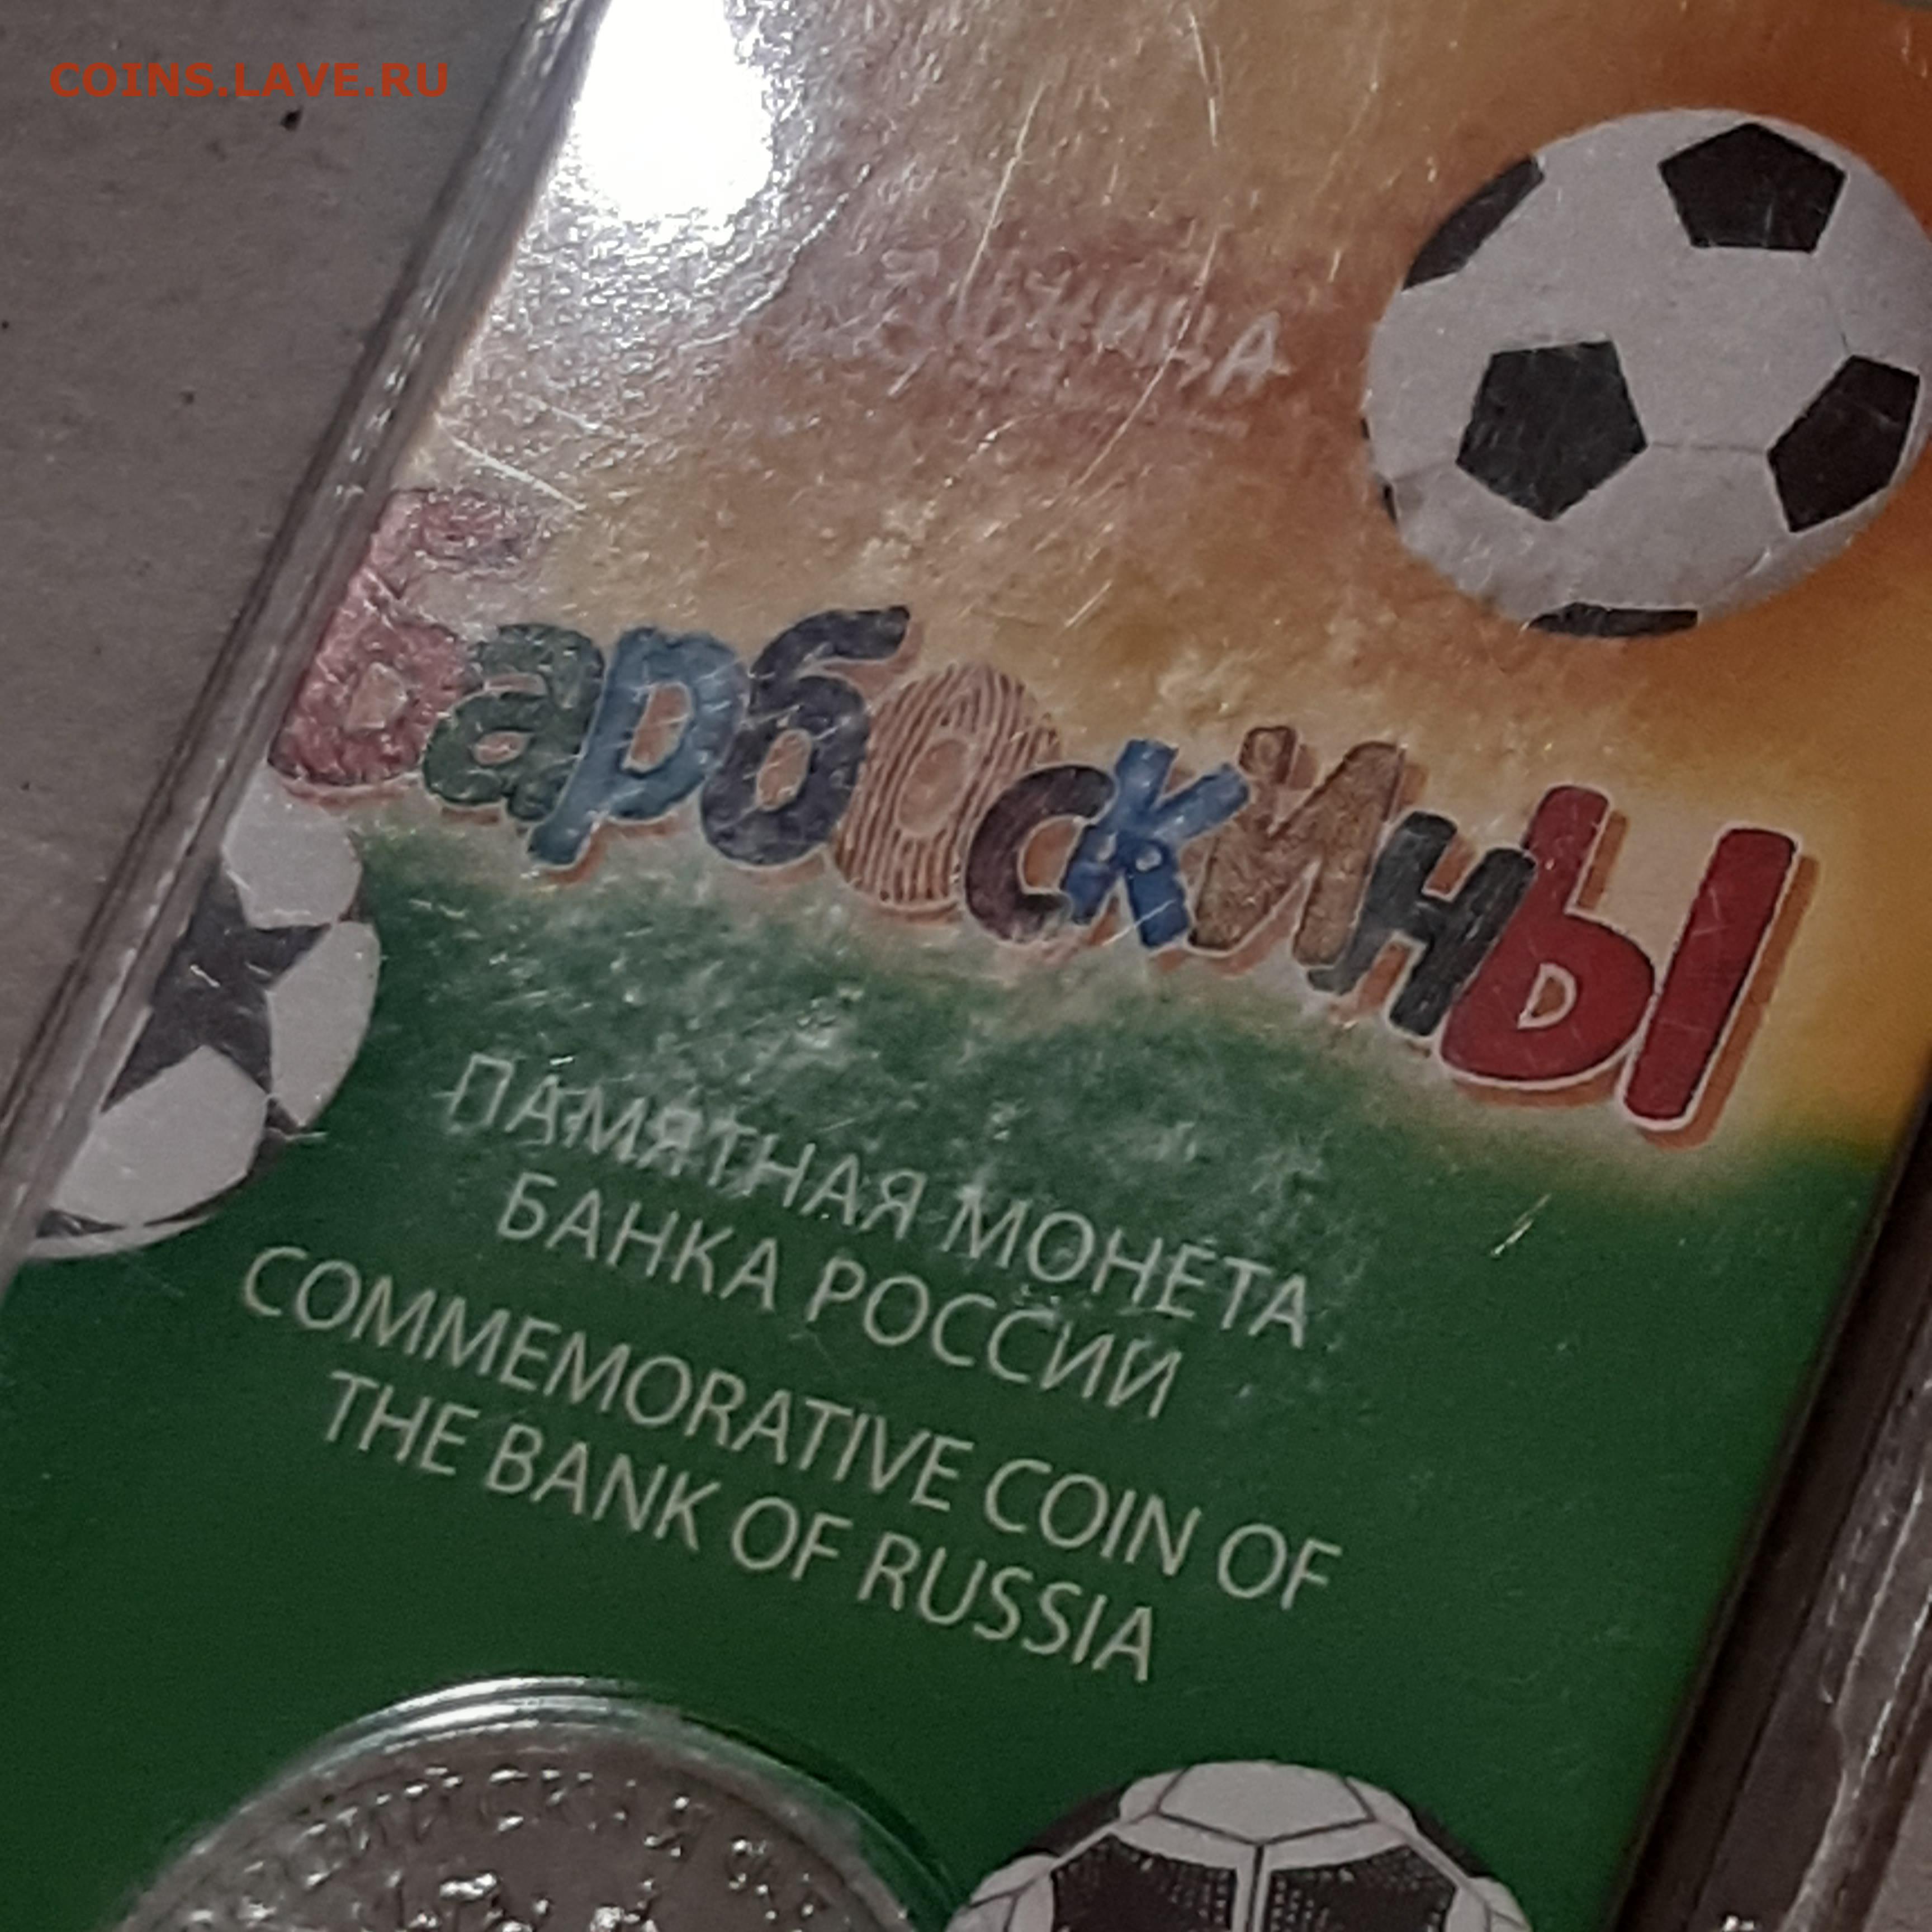 COINS.LAVE.RU
Барбоскины
ПАМЯТНАЯ МОНЕТА
БАНКА РОССИИ
COMMEMORATIVE COIN OF
THE BANK OF RUSSIA